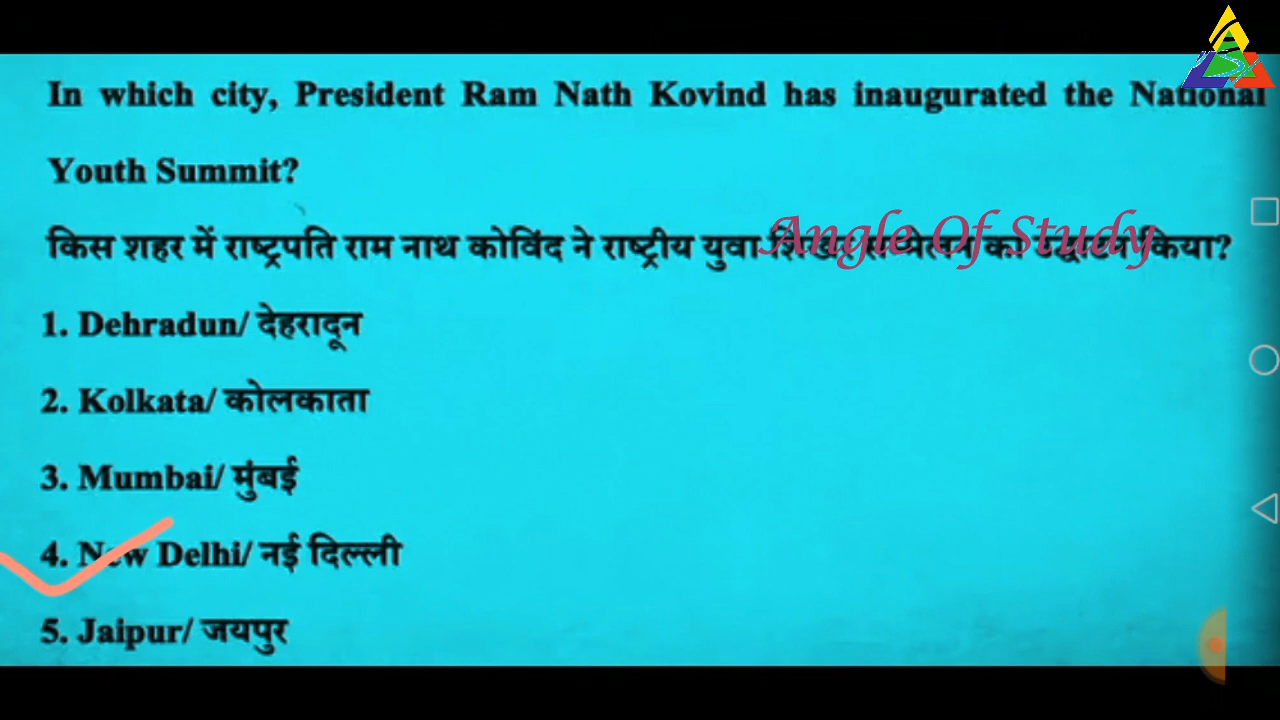 In which city, President Ram Nath Kovind has inaugurated the National
Youth Summit?
Angle Of Study
किस शहर में राष्ट्रपति राम नाथ कोविंद ने राष्ट्रीय युवा किया?
1. Dehradun/ देहरादून
2. Kolkata/ कोलकाता
3. Mumbai/ मुंबई
4. New Delhi/ नई दिल्ली
5. Jaipur/ जयपुर